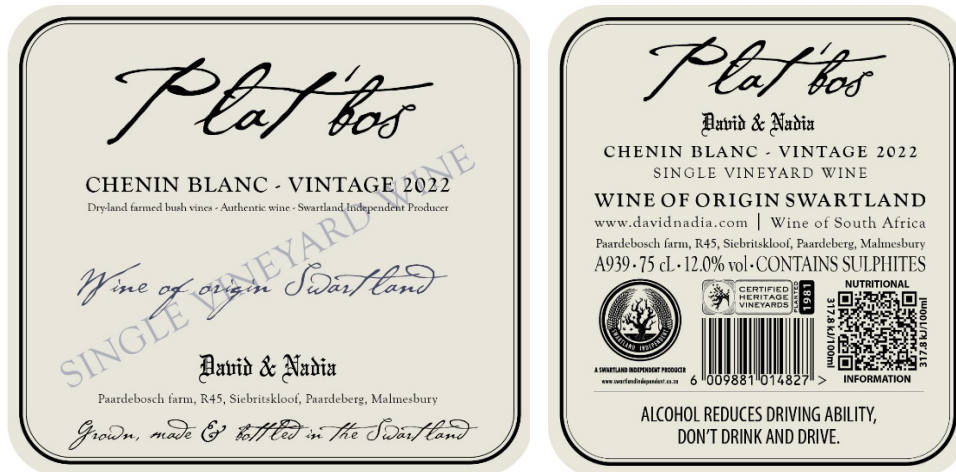 Plat'bos
CHENIN BLANC - VINTAGE 2022
Dry-land farmed bush vines - Authentic wine - Swartland Independent Producer
SINGLE VINEYARD WINE
Wine of origin Swartland
David & Nadia
Paardebosch farm, R45, Siebritskloof, Paardeberg, Malmesbury
Grown, made & bottled in the Swartland
Plat'bos
David & Nadia
CHENIN BLANC - VINTAGE 2022
SINGLE VINEYARD WINE
WINE OF ORIGIN SWARTLAND
www.davidnadia.com | Wine of South Africa
Paardebosch farm, R45, Siebritskloof, Paardeberg, Malmesbury
A939 · 75 cL · 12.0% vol · CONTAINS SULPHITES
SWARTLAND INDEPENDENT
A SWARTLAND INDEPENDENT PRODUCER
www.swartlandindependent.co.za
CERTIFIED
HERITAGE
VINEYARDS
PLANTED
1981
6 009881 014827 >
NUTRITIONAL
317.8 kJ/100ml
317.8 kJ/100ml
INFORMATION
ALCOHOL REDUCES DRIVING ABILITY,
DON'T DRINK AND DRIVE.